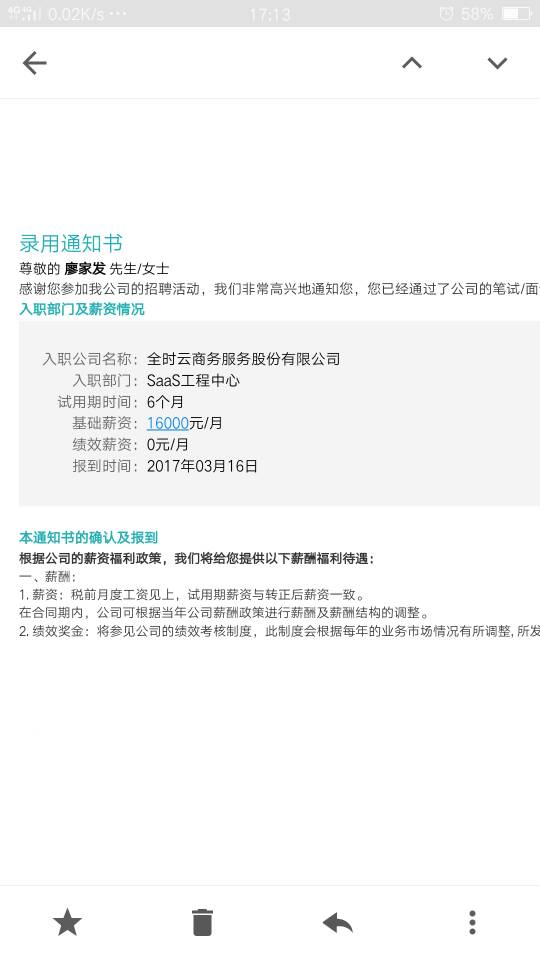 4G 4G 0.02K/s ··· 17:13 58%
录用通知书
尊敬的 廖家发 先生/女士
感谢您参加我公司的招聘活动，我们非常高兴地通知您，您已经通过了公司的笔试/面
入职部门及薪资情况
入职公司名称：全时云商务服务股份有限公司
入职部门：SaaS工程中心
试用期时间：6个月
基础薪资：16000元/月
绩效薪资：0元/月
报到时间：2017年03月16日
本通知书的确认及报到
根据公司的薪资福利政策，我们将给您提供以下薪酬福利待遇：
一、薪酬：
1. 薪资：税前月度工资见上，试用期薪资与转正后薪资一致。
在合同期内，公司可根据当年公司薪酬政策进行薪酬及薪酬结构的调整。
2. 绩效奖金：将参见公司的绩效考核制度，此制度会根据每年的业务市场情况有所调整, 所发